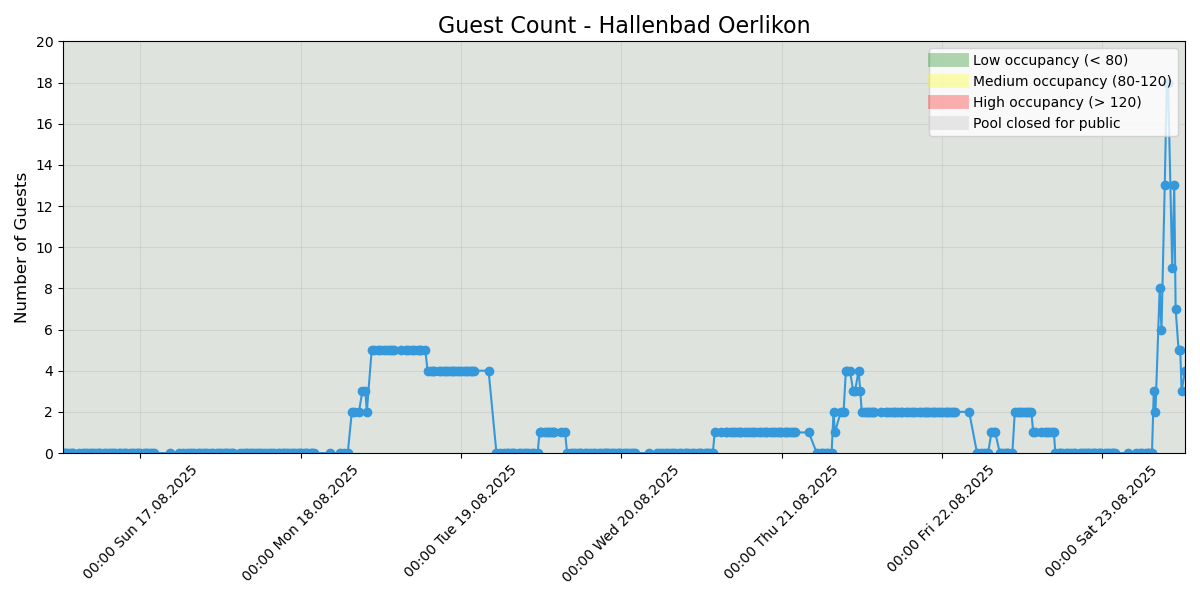 Guest Count - Hallenbad Oerlikon
Number of Guests
20
18
16
14
12
10
8
6
4
2
0
Low occupancy (< 80)
Medium occupancy (80-120)
High occupancy (> 120)
Pool closed for public
00:00 Sun 17.08.2025
00:00 Mon 18.08.2025
00:00 Tue 19.08.2025
00:00 Wed 20.08.2025
00:00 Thu 21.08.2025
00:00 Fri 22.08.2025
00:00 Sat 23.08.2025